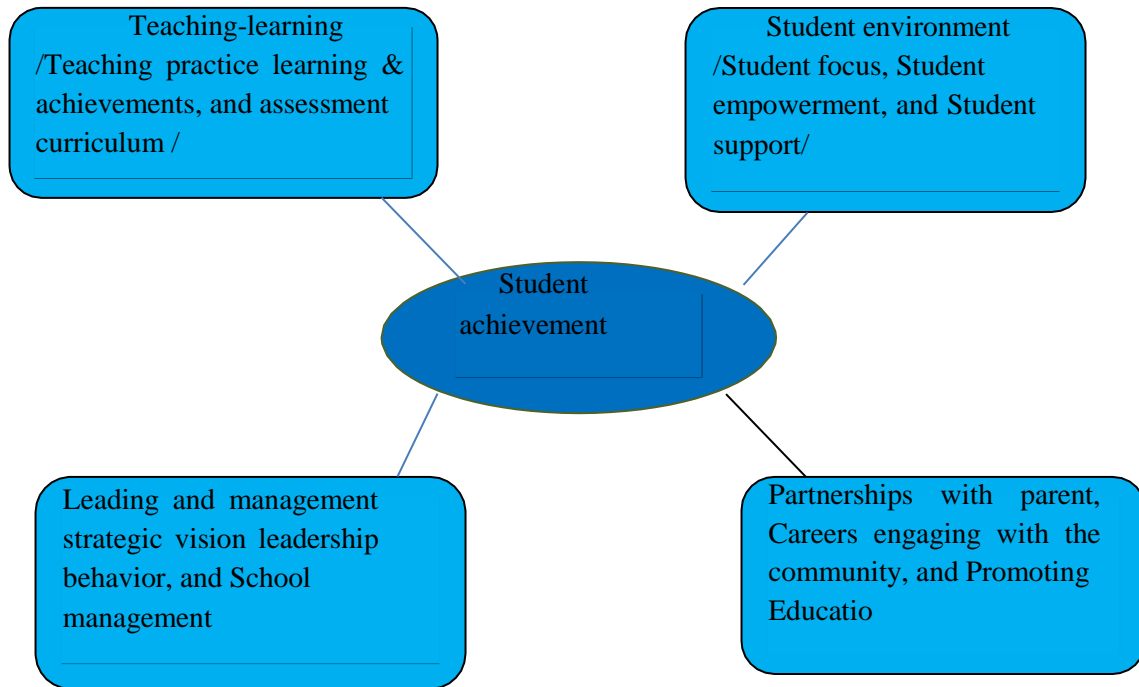 Teaching-learning
/Teaching practice learning &
achievements, and assessment
curriculum /
Student environment
/Student focus, Student
empowerment, and Student
support/
Student
achievement
Leading and management
strategic vision leadership
behavior, and School
management
Partnerships with parent,
Careers engaging with the
community, and Promoting
Educatio